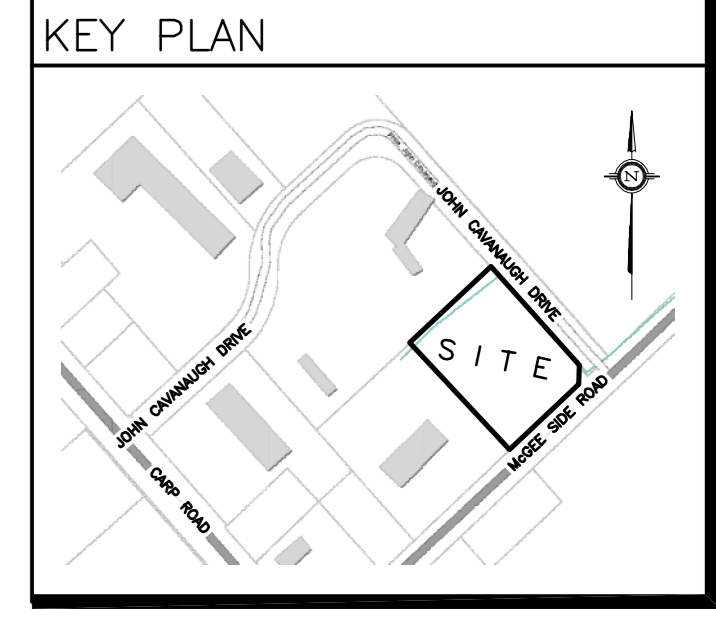 KEY PLAN
N
JOHN CAVANAUGH DRIVE
SITE
JOHN CAVANAUGH DRIVE
McGEE SIDE ROAD
CARP ROAD